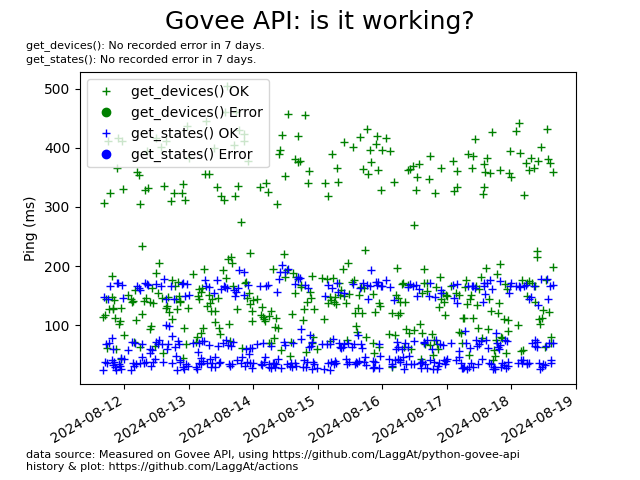 Govee API: is it working?
get_devices(): No recorded error in 7 days.
get_states(): No recorded error in 7 days.
get_devices() OK
get_devices() Error
get_states() OK
get_states() Error
Ping (ms)
500
400
300
200
100
2024-08-12
2024-08-13
2024-08-14
2024-08-15
2024-08-16
2024-08-17
2024-08-18
2024-08-19
data source: Measured on Govee API, using https://github.com/LaggAt/python-govee-api
history & plot: https://github.com/LaggAt/actions